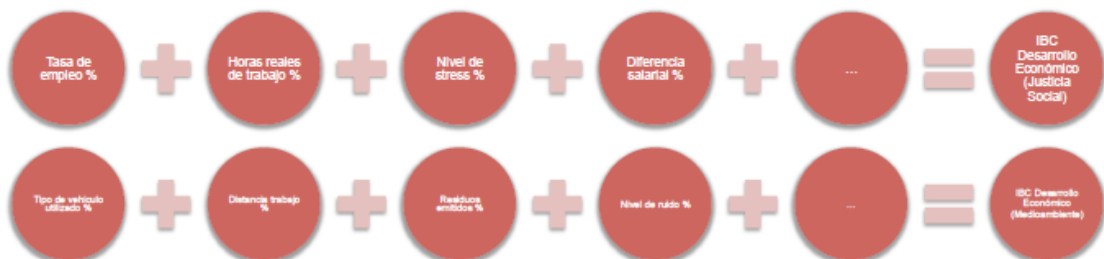 Tasa de
empleo %
Horas reales
de trabajo %
Nivel de
stress %
Diferencia
salarial %
...
IBC
Desarrollo
Económico
(Justicia
Social)
Tipo de vehículo
utilizado %
Distancia trabajo
%
Residuos
emitidos %
Nivel de ruido %
...
IBC Desarrollo
Económico
(Medioambiente)